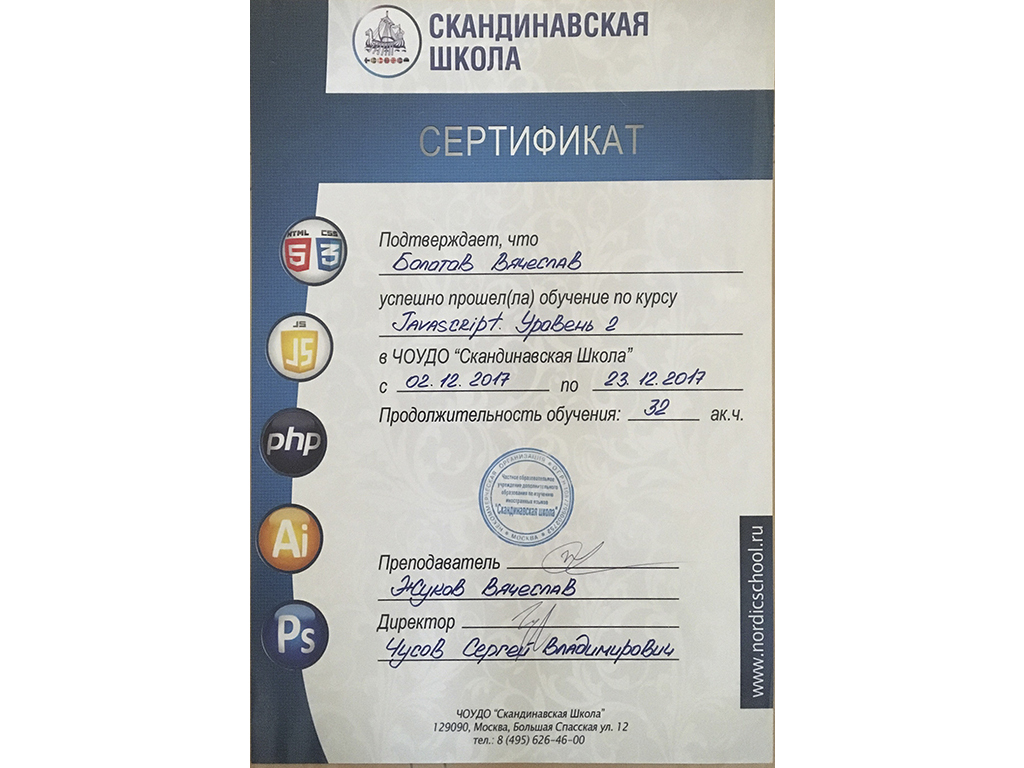 СКАНДИНАВСКАЯ
ШКОЛА
СЕРТИФИКАТ
HTML CSS
5 3
Подтверждает, что
Болотов Вячеслав
успешно прошел(ла) обучение по курсу
JavaScript. Уровень 2
JS
JS
в ЧОУДО “Скандинавская Школа”
с 02.12.2017 по 23.12.2017
Продолжительность обучения: 32 ак.ч.
php
Частное образовательное
учреждение дополнительного
образования по изучению
иностранных языков
"Скандинавская школа"
МОСКВА
Ai
Преподаватель
Жуков Вячеслав
Директор
Чусов Сергей Владимирович
Ps
www.nordicschool.ru
ЧОУДО "Скандинавская Школа"
129090, Москва, Большая Спасская ул. 12
тел.: 8 (495) 626-46-00